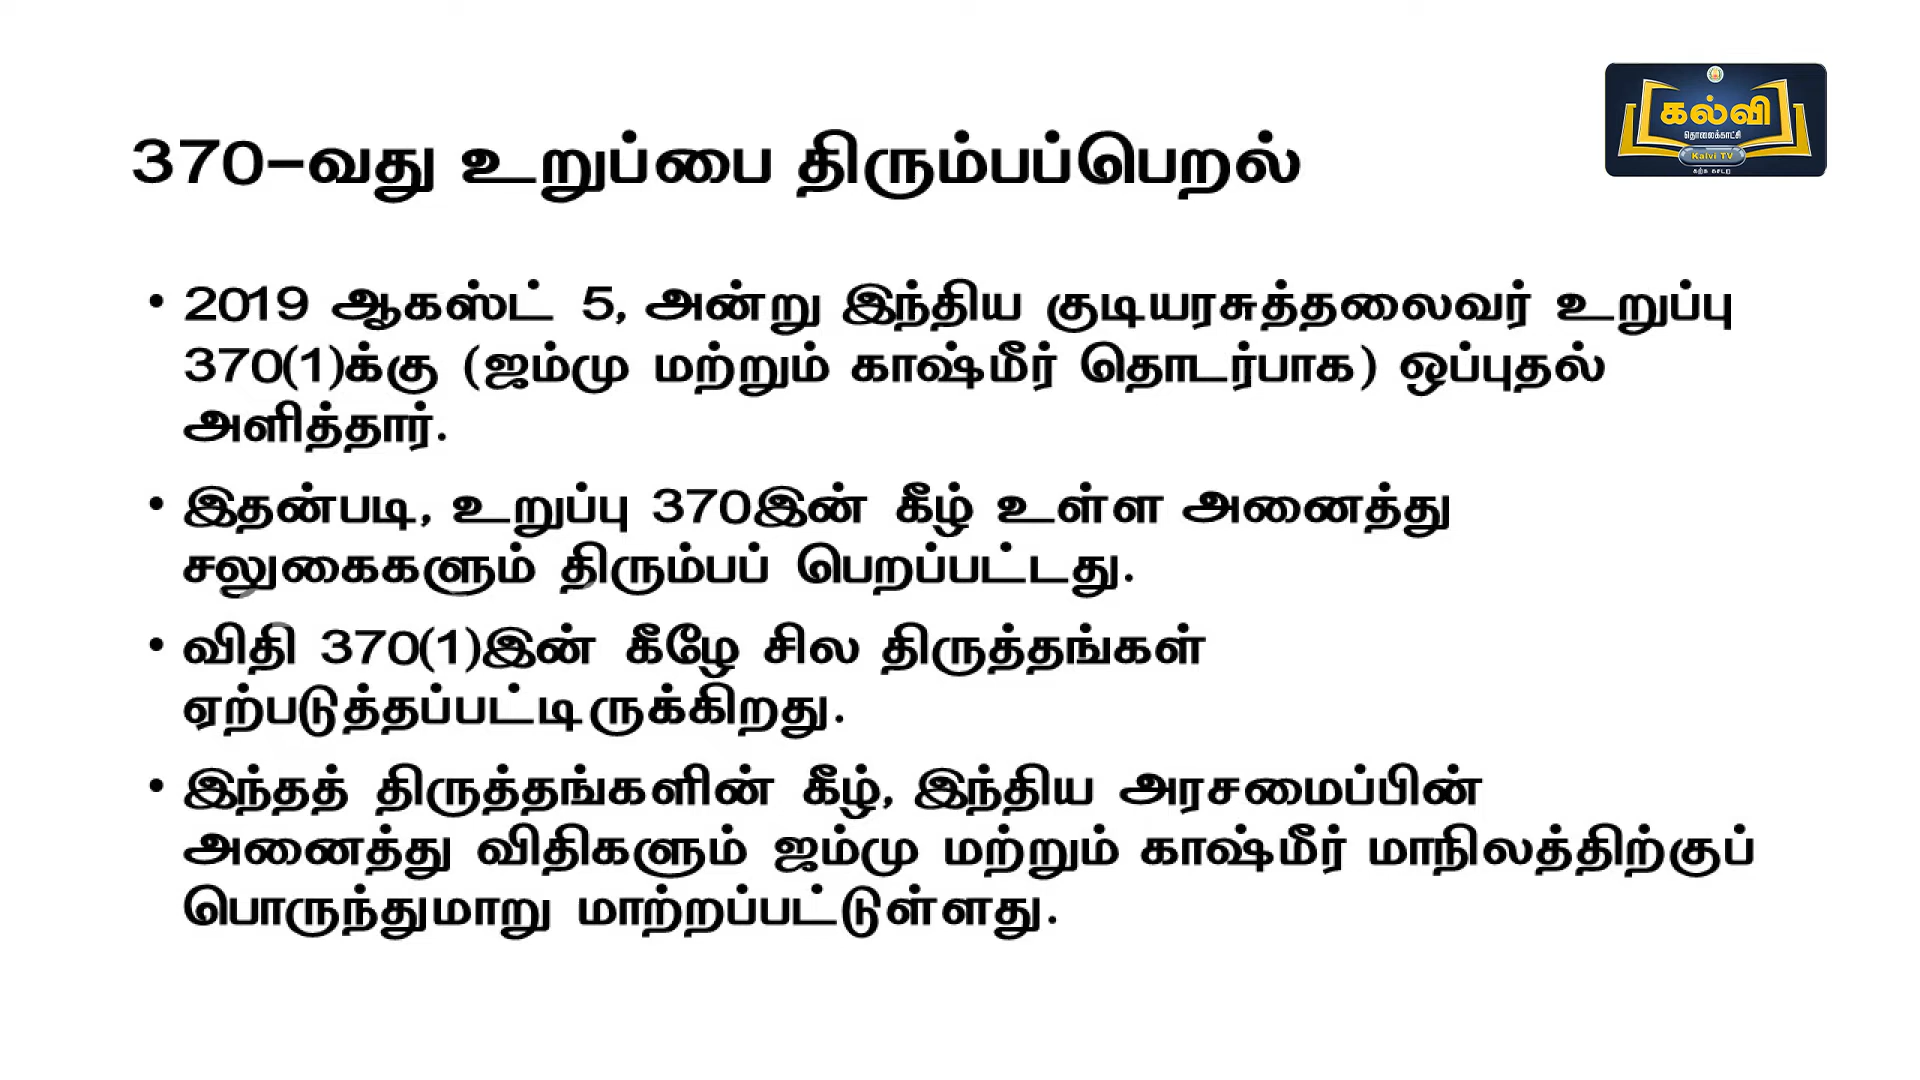 கல்வி
தொலைக்காட்சி
Kalvi TV
கற்க கசடற
370-வது உறுப்பை திரும்பப்பெறல்
• 2019 ஆகஸ்ட் 5, அன்று இந்திய குடியரசுத்தலைவர் உறுப்பு
370(1)க்கு (ஜம்மு மற்றும் காஷ்மீர் தொடர்பாக) ஒப்புதல்
அளித்தார்.
• இதன்படி, உறுப்பு 370இன் கீழ் உள்ள அனைத்து
சலுகைகளும் திரும்பப் பெறப்பட்டது.
• விதி 370(1)இன் கீழே சில திருத்தங்கள்
ஏற்படுத்தப்பட்டிருக்கிறது.
• இந்தத் திருத்தங்களின் கீழ், இந்திய அரசமைப்பின்
அனைத்து விதிகளும் ஜம்மு மற்றும் காஷ்மீர் மாநிலத்திற்குப்
பொருந்துமாறு மாற்றப்பட்டுள்ளது.